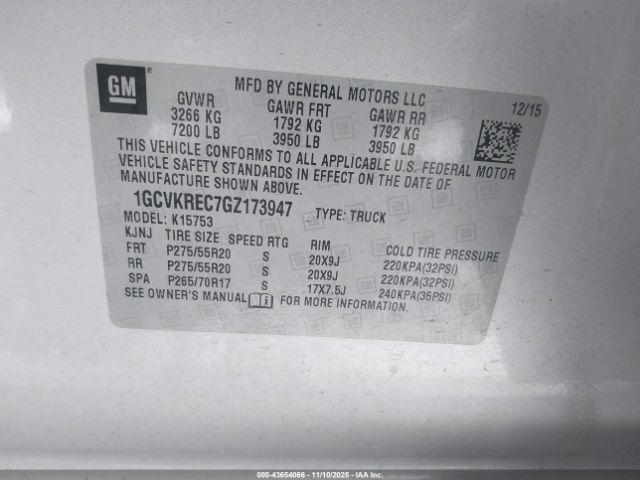 GM ®
MFD BY GENERAL MOTORS LLC
12/15
GVWR GAWR FRT GAWR RR
3266 KG 1792 KG 1792 KG
7200 LB 3950 LB 3950 LB
THIS VEHICLE CONFORMS TO ALL APPLICABLE U.S. FEDERAL MOTOR
VEHICLE SAFETY STANDARDS IN EFFECT ON THE DATE OF
MANUFACTURE SHOWN ABOVE.
1GCVKREC7GZ173947 TYPE: TRUCK
MODEL: K15753
KJNJ TIRE SIZE SPEED RTG RIM COLD TIRE PRESSURE
FRT P275/55R20 S 20X9J 220KPA(32PSI)
RR P275/55R20 S 20X9J 220KPA(32PSI)
SPA P265/70R17 S 17X7.5J 240KPA(35PSI)
SEE OWNER'S MANUAL FOR MORE INFORMATION.
© IAA 43654066 - 11/10/2025 - IAA Holdings, LLC